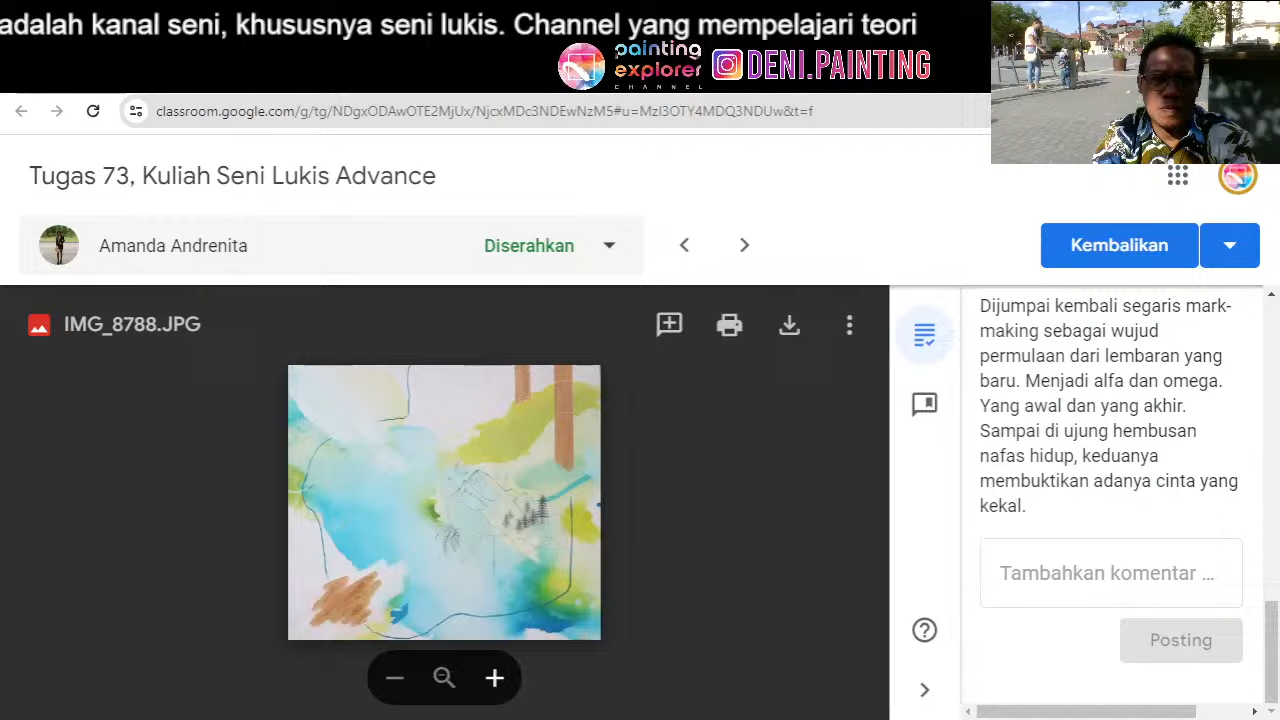 adalah kanal seni, khususnya seni lukis. Channel yang mempelajari teori
painting
explorer
CHANNEL
DENI.PAINTING
classroom.google.com/g/tg/NDgxODAwOTE2MjUx/NjcxMDc3NDEwNzM5#u=MzI3OTY4MDQ3NDUw&t=f
Tugas 73, Kuliah Seni Lukis Advance
Amanda Andrenita
Diserahkan
Kembalikan
IMG_8788.JPG
Dijumpai kembali segaris mark-
making sebagai wujud
permulaan dari lembaran yang
baru. Menjadi alfa dan omega.
Yang awal dan yang akhir.
Sampai di ujung hembusan
nafas hidup, keduanya
membuktikan adanya cinta yang
kekal.
Tambahkan komentar ...
Posting